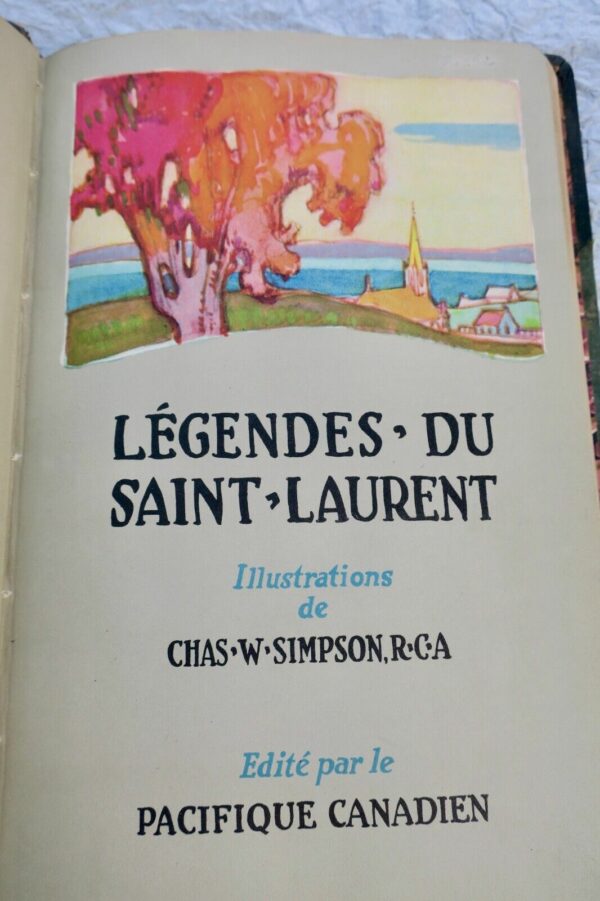 LÉGENDES · DU
SAINT · LAURENT
Illustrations
de
CHAS · W · SIMPSON, R · C · A
Edité par le
PACIFIQUE CANADIEN